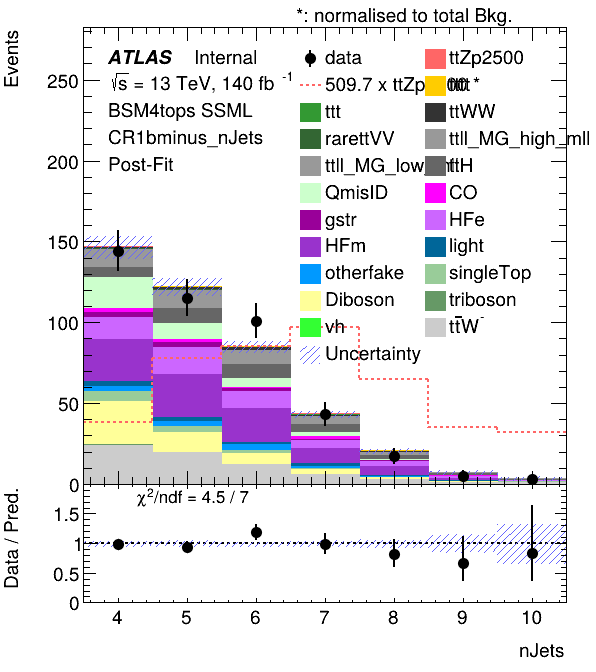 *: normalised to total Bkg.
Events
ATLAS Internal
√s = 13 TeV, 140 fb -1
BSM4tops SSML
CR1bminus_nJets
Post-Fit
data
ttZp2500
509.7 x ttZp
*
ttt
ttWW
rarettVV
ttll_MG_high_mll
ttll_MG_low_
ttH
QmisID
CO
gstr
HFe
HFm
light
otherfake
singleTop
Diboson
triboson
vh
tt̄W
Uncertainty
250
200
150
100
50
0
χ²/ndf = 4.5 / 7
Data / Pred.
1.5
1
0.5
0
4 5 6 7 8 9 10
nJets